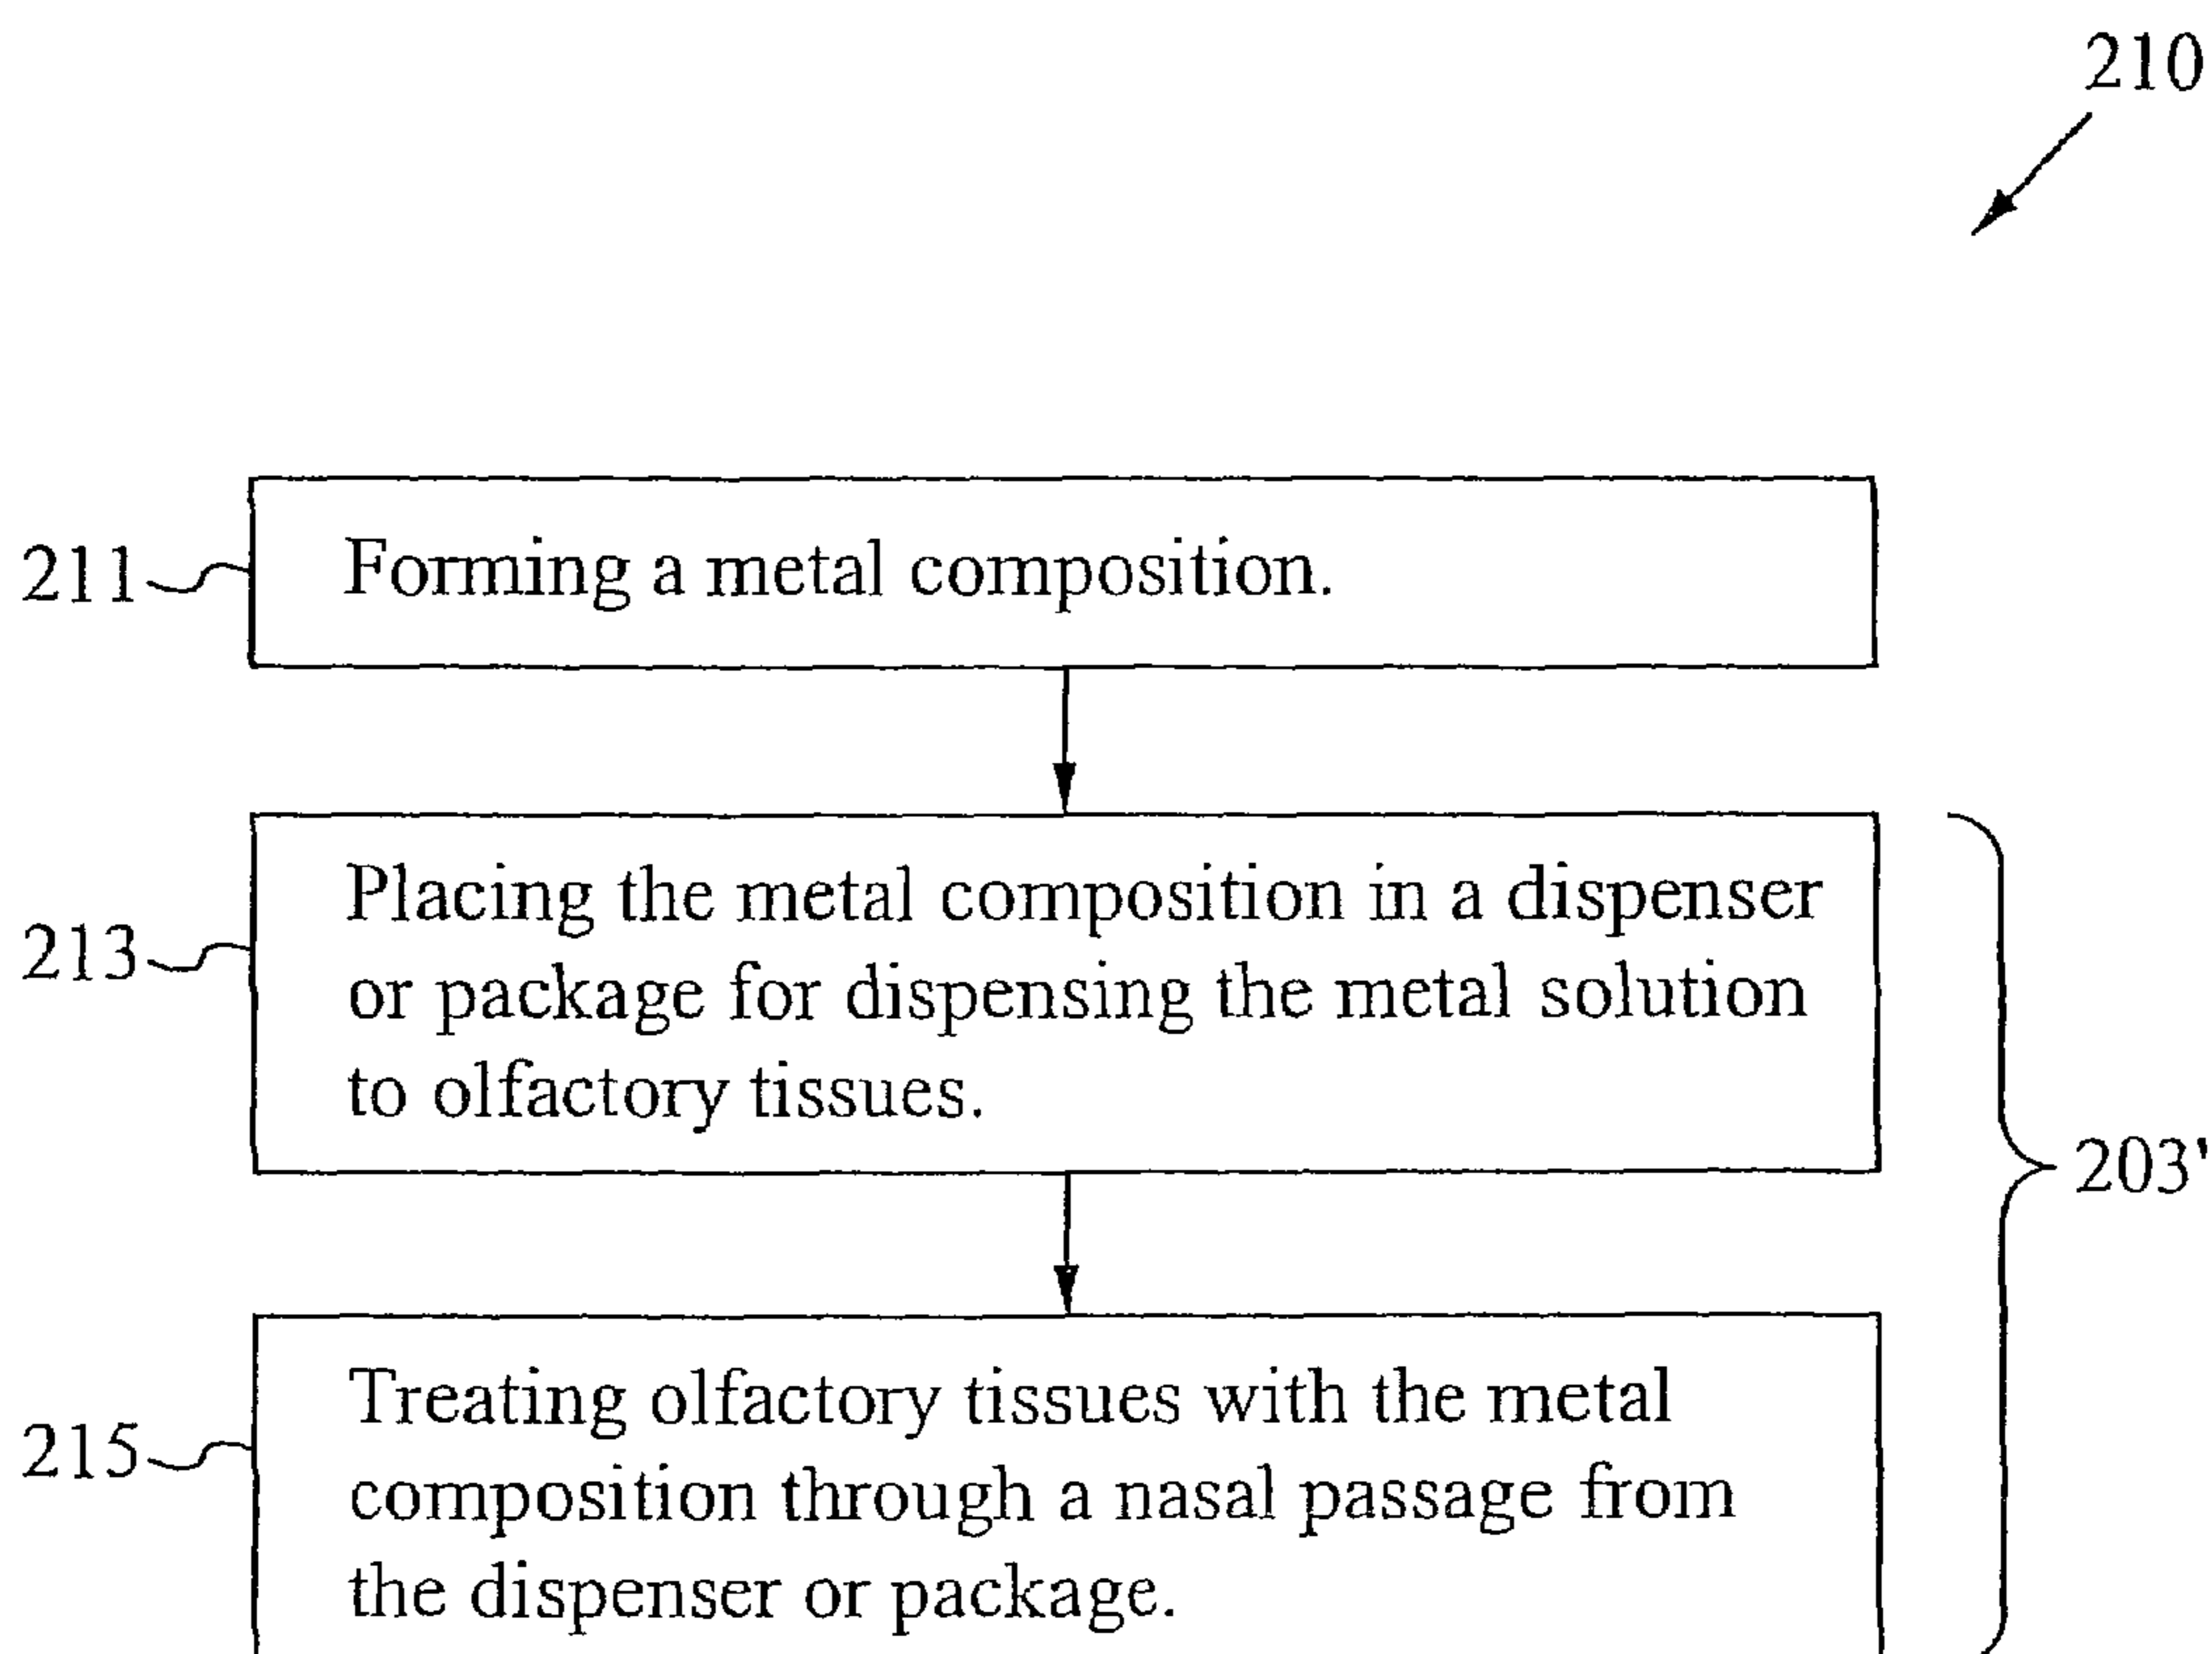 210
211
Forming a metal composition.
213
Placing the metal composition in a dispenser
or package for dispensing the metal solution
to olfactory tissues.
203'
215
Treating olfactory tissues with the metal
composition through a nasal passage from
the dispenser or package.